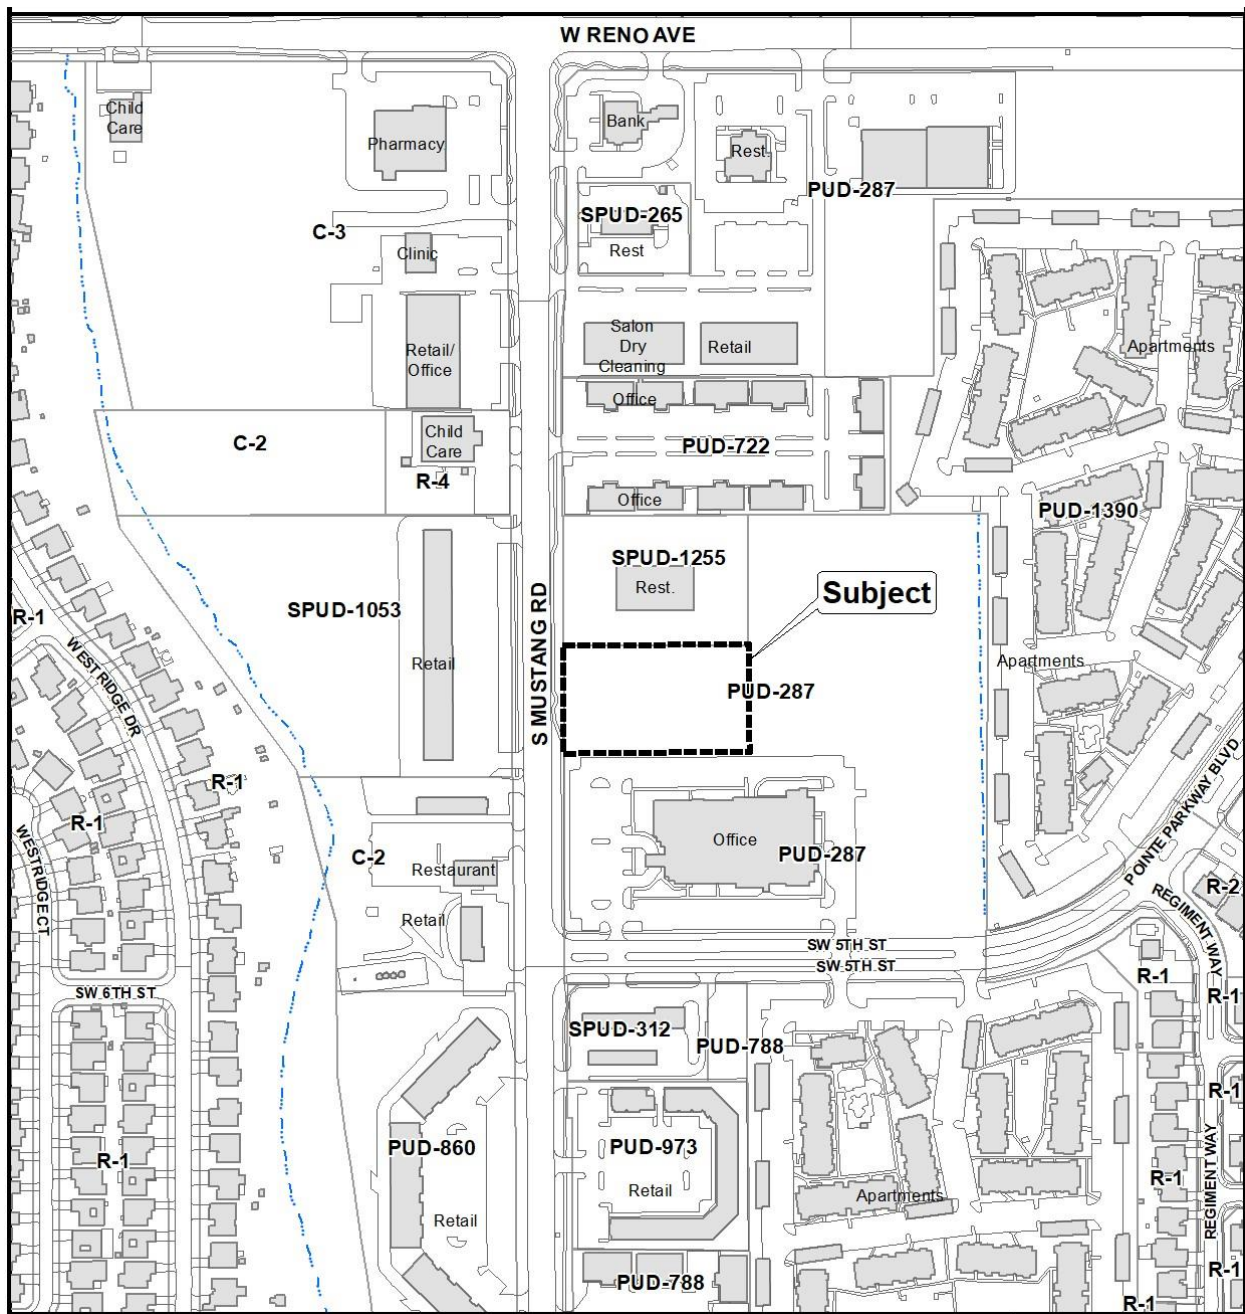 W RENO AVE
Child
Care
Pharmacy
Bank
Rest.
PUD-287
SPUD-265
Rest
C-3
Clinic
Retail/
Office
Salon
Dry
Cleaning
Retail
Apartments
Office
C-2
Child
Care
R-4
PUD-722
Office
PUD-1390
SPUD-1255
Rest.
Subject
SPUD-1053
R-1
S MUSTANG RD
WESTRIDGE DR
Retail
Apartments
PUD-287
R-1
R-1
WESTRIDGE CT
C-2
Restaurant
Retail
Office
PUD-287
POINTE PARKWAY BLVD
R-2
REGIMENT WAY
SW 5TH ST
SW 5TH ST
R-1
R-1
SW 6TH ST
SPUD-312
PUD-788
R-1
PUD-860
PUD-973
Retail
R-1
R-1
REGIMENT WAY
Apartments
Retail
PUD-788
R-1
R-1